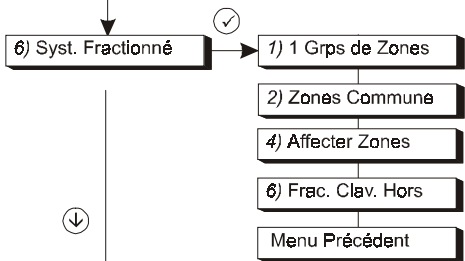 6) Syst. Fractionné
1) 1 Grps de Zones
2) Zones Commune
4) Affecter Zones
6) Frac. Clav. Hors
Menu Précédent